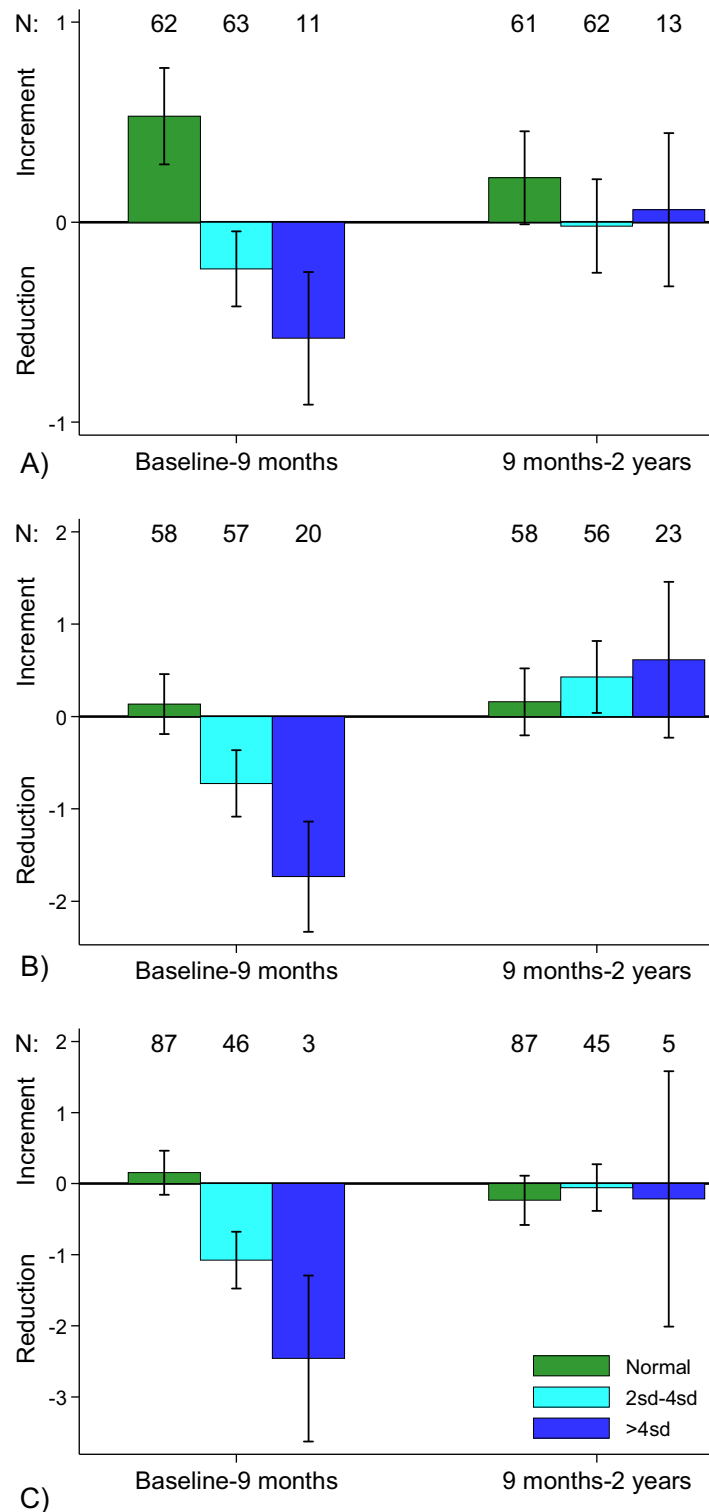 N: 62 63 11 61 62 13
1
Increment
0
Reduction
-1
Baseline-9 months 9 months-2 years
A)
N: 58 57 20 58 56 23
2
Increment
1
0
Reduction
-1
-2
Baseline-9 months 9 months-2 years
B)
N: 87 46 3 87 45 5
2
Increment
1
0
-1
Reduction
-2
-3
Normal
2sd-4sd
>4sd
Baseline-9 months 9 months-2 years
C)